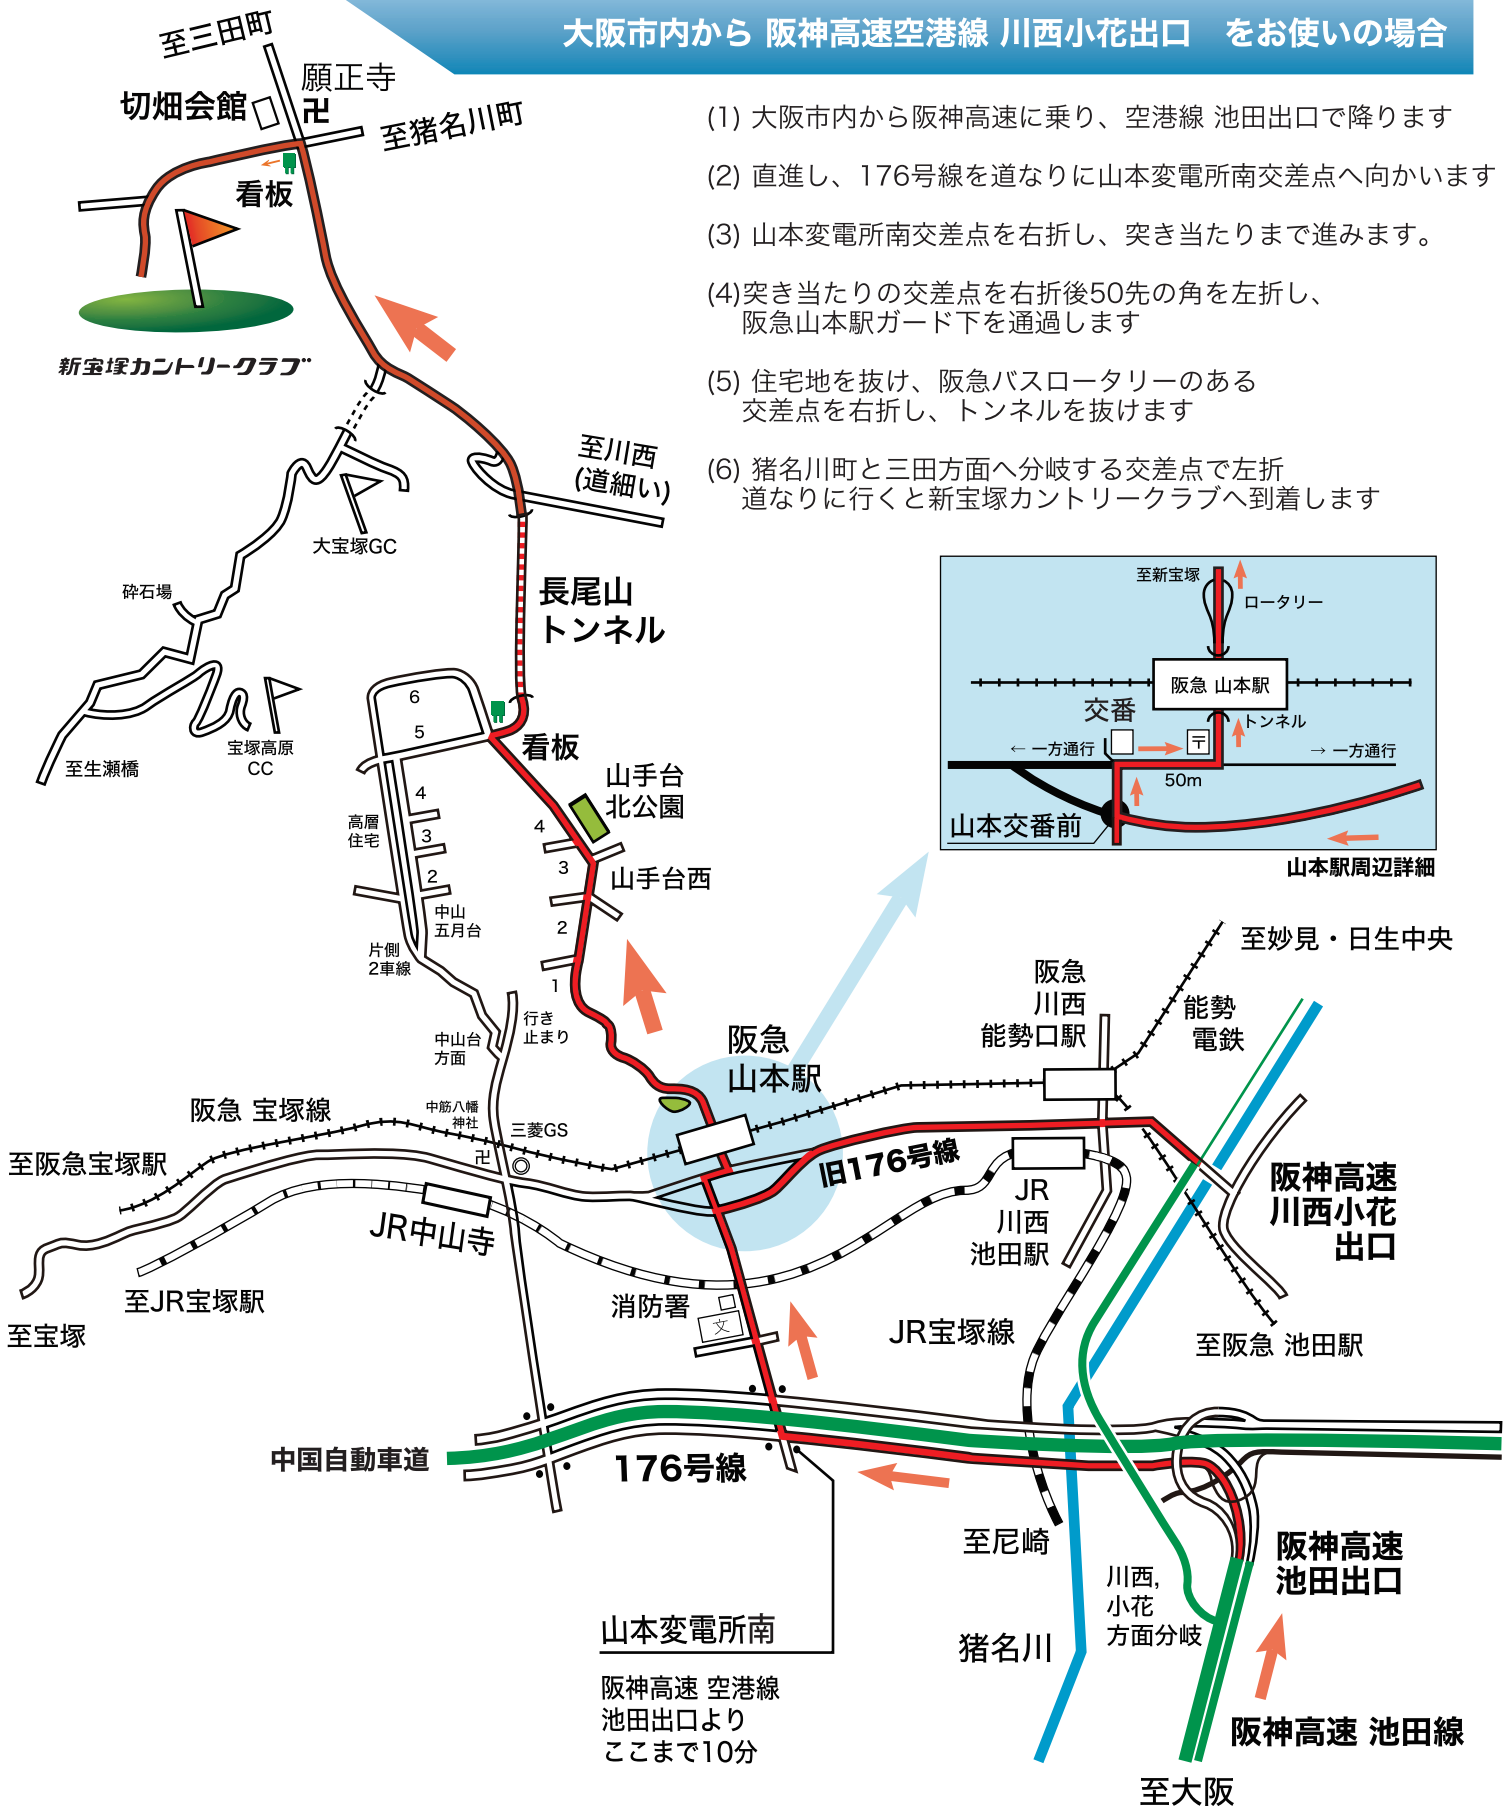 大阪市内から 阪神高速空港線 川西小花出口　をお使いの場合
(1) 大阪市内から阪神高速に乗り、空港線 池田出口で降ります
(2) 直進し、176号線を道なりに山本変電所南交差点へ向かいます
(3) 山本変電所南交差点を右折し、突き当たりまで進みます。
(4)突き当たりの交差点を右折後50先の角を左折し、
阪急山本駅ガード下を通過します
(5) 住宅地を抜け、阪急バスロータリーのある
交差点を右折し、トンネルを抜けます
(6) 猪名川町と三田方面へ分岐する交差点で左折
道なりに行くと新宝塚カントリークラブへ到着します
至三田町
願正寺
卍
切畑会館
至猪名川町
看板
新宝塚カントリークラブ
至川西
(道細い)
大宝塚GC
砕石場
長尾山
トンネル
宝塚高原
CC
至生瀬橋
6
5
4
3
2
看板
山手台
北公園
高層
住宅
4
3
2
1
山手台西
中山
五月台
片側
2車線
行き
止まり
中山台
方面
至新宝塚
ロータリー
阪急 山本駅
交番
トンネル
〒
← 一方通行
→ 一方通行
50m
山本交番前
山本駅周辺詳細
至妙見・日生中央
阪急
川西
能勢口駅
能勢
電鉄
阪急
山本駅
阪急 宝塚線
中筋八幡
神社
卍
三菱GS
至阪急宝塚駅
旧176号線
阪神高速
川西小花
出口
JR
川西
池田駅
JR中山寺
至JR宝塚駅
至宝塚
消防署
文
JR宝塚線
至阪急 池田駅
中国自動車道
176号線
至尼崎
阪神高速
池田出口
川西,
小花
方面分岐
猪名川
山本変電所南
阪神高速 空港線
池田出口より
ここまで10分
阪神高速 池田線
至大阪